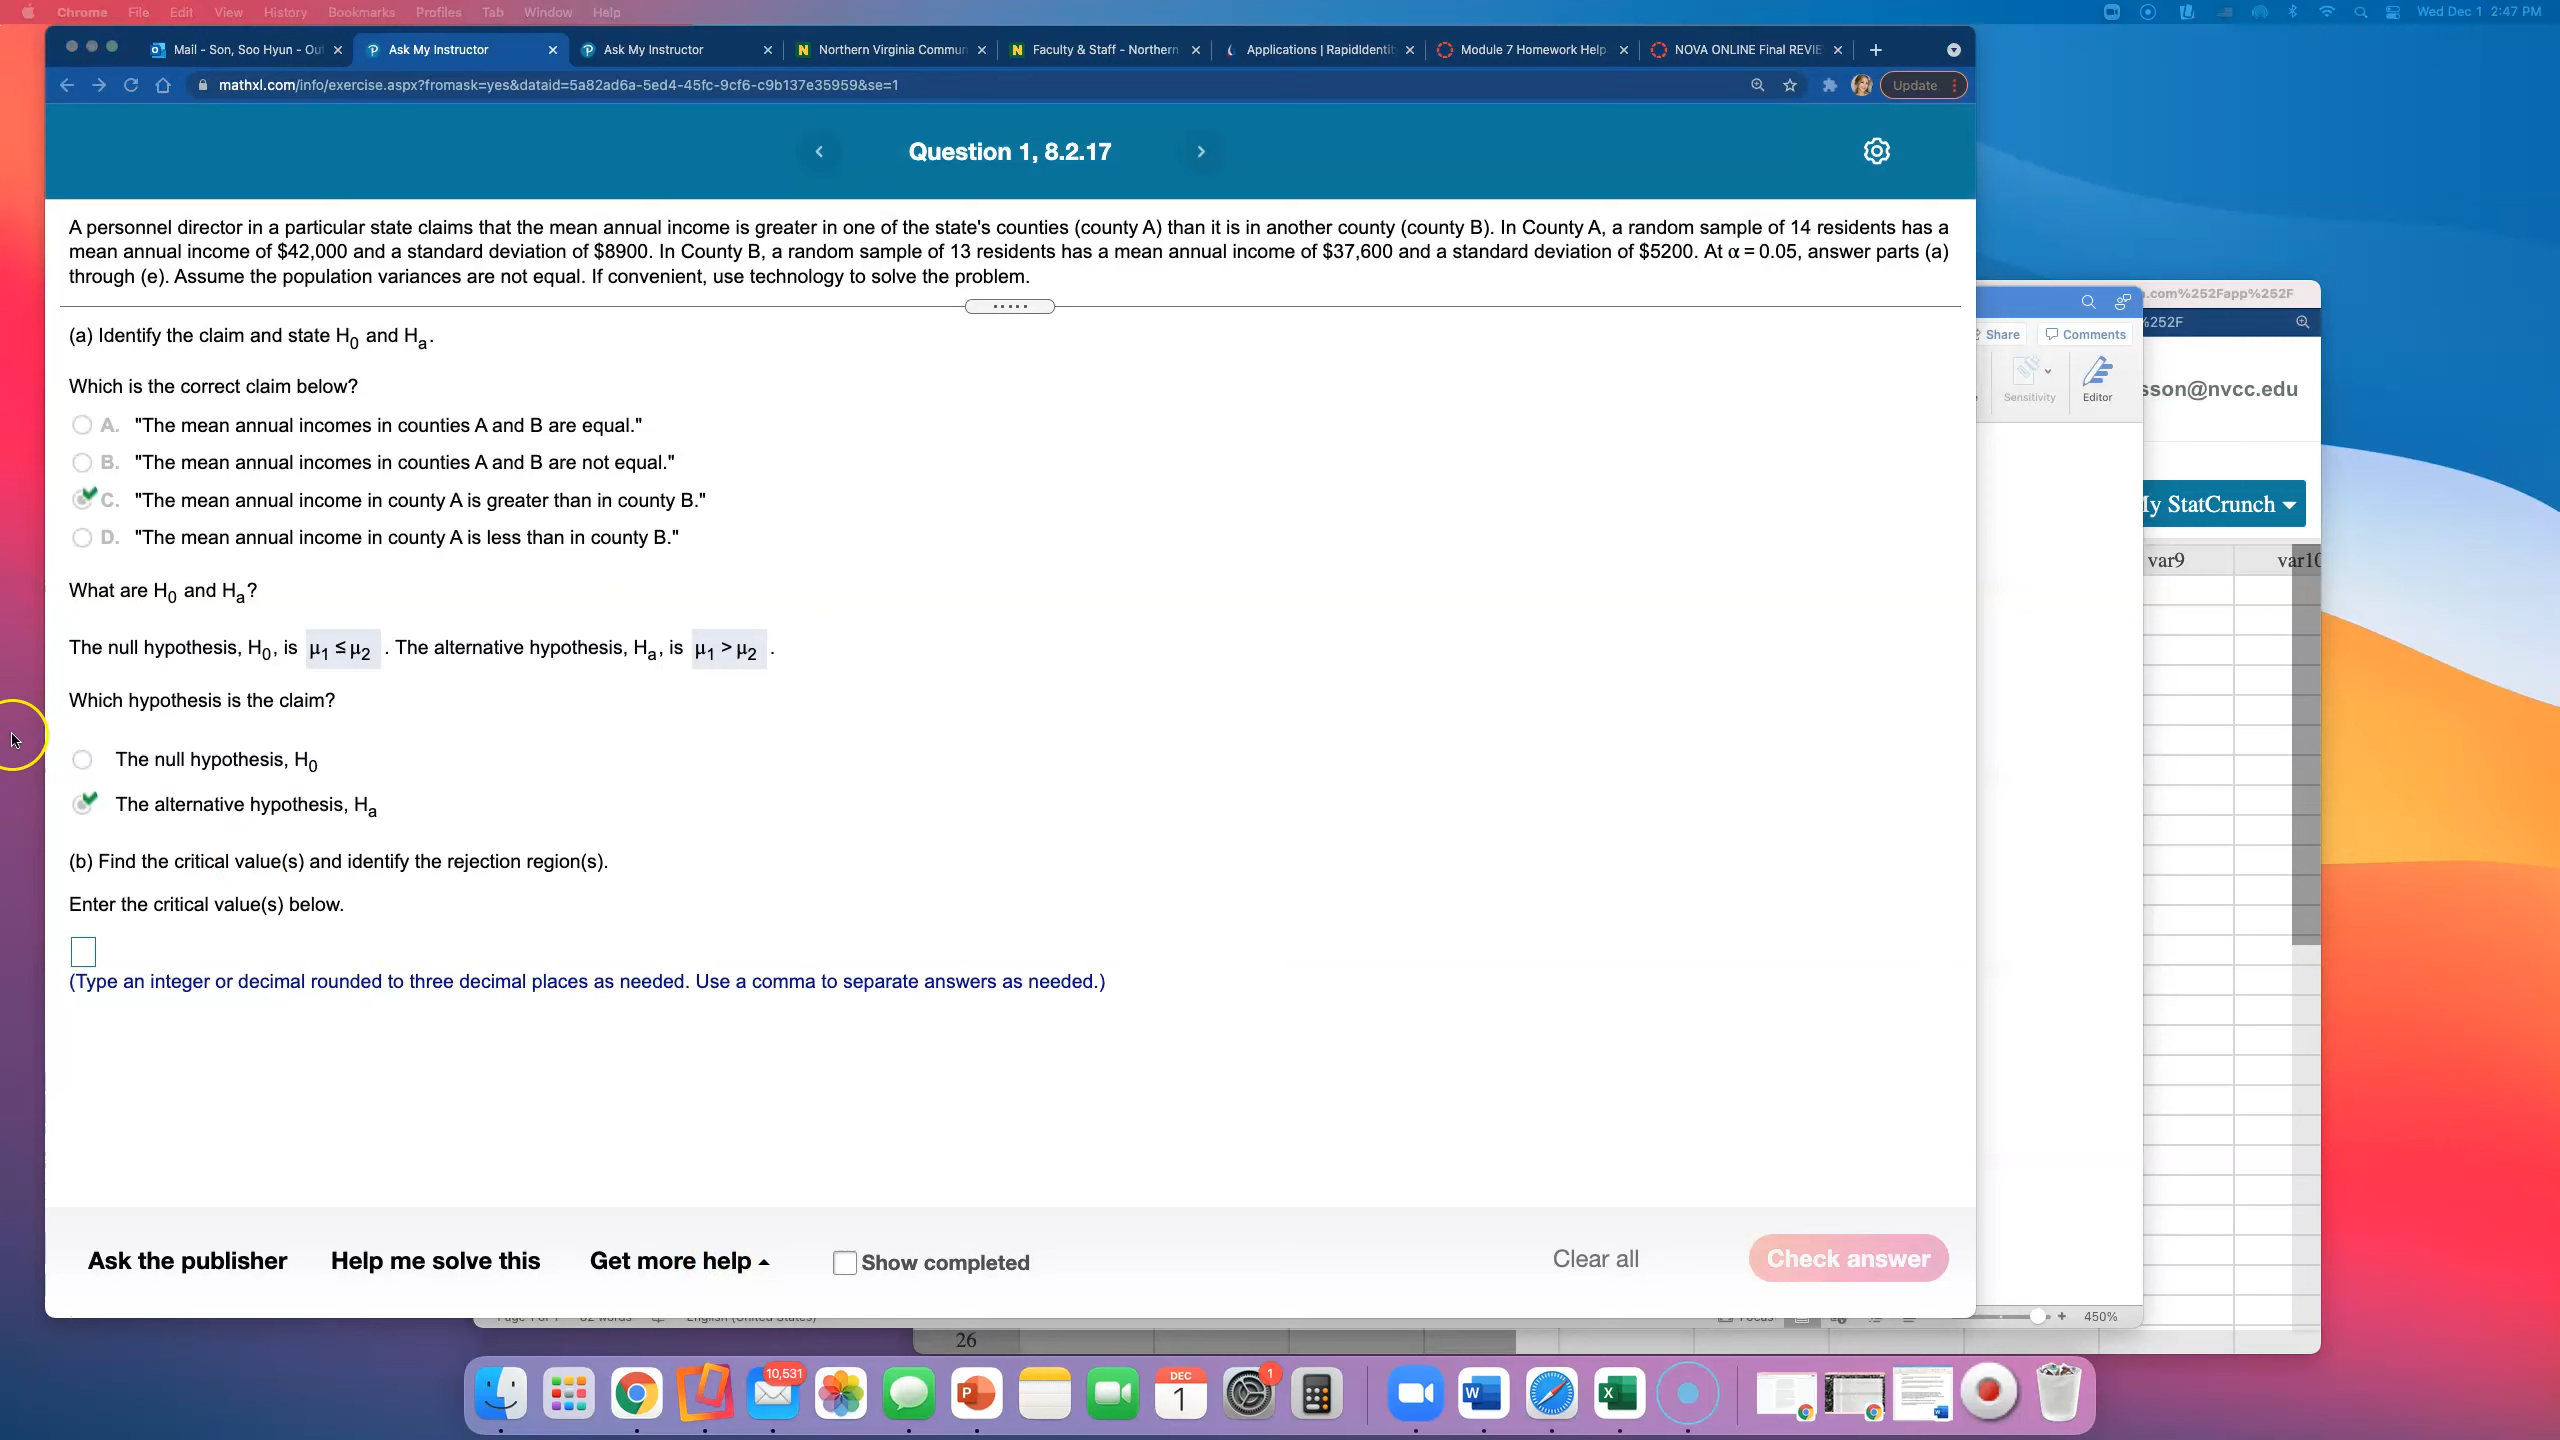 Chrome File Edit View History Bookmarks Profiles Tab Window Help
Wed Dec 1 2:47 PM
Mail - Son, Soo Hyun - Ou
Ask My Instructor
Ask My Instructor
Northern Virginia Commun
Faculty & Staff - Northern
Applications | RapidIdentit
Module 7 Homework Help
NOVA ONLINE Final REVIE
mathxl.com/info/exercise.aspx?fromask=yes&dataid=5a82ad6a-5ed4-45fc-9cf6-c9b137e35959&se=1
Update
Question 1, 8.2.17
A personnel director in a particular state claims that the mean annual income is greater in one of the state's counties (county A) than it is in another county (county B). In County A, a random sample of 14 residents has a
mean annual income of $42,000 and a standard deviation of $8900. In County B, a random sample of 13 residents has a mean annual income of $37,600 and a standard deviation of $5200. At α = 0.05, answer parts (a)
through (e). Assume the population variances are not equal. If convenient, use technology to solve the problem.
.com%252Fapp%252F
%252F
Share
Comments
Sensitivity
Editor
sson@nvcc.edu
My StatCrunch
var9
var10
(a) Identify the claim and state H0 and Ha.
Which is the correct claim below?
A. "The mean annual incomes in counties A and B are equal."
B. "The mean annual incomes in counties A and B are not equal."
C. "The mean annual income in county A is greater than in county B."
D. "The mean annual income in county A is less than in county B."
What are H0 and Ha?
The null hypothesis, H0, is μ1 ≤ μ2 . The alternative hypothesis, Ha, is μ1 > μ2 .
Which hypothesis is the claim?
The null hypothesis, H0
The alternative hypothesis, Ha
(b) Find the critical value(s) and identify the rejection region(s).
Enter the critical value(s) below.
(Type an integer or decimal rounded to three decimal places as needed. Use a comma to separate answers as needed.)
Ask the publisher
Help me solve this
Get more help
Show completed
Clear all
Check answer
450%
26
10,531
DEC
1
1